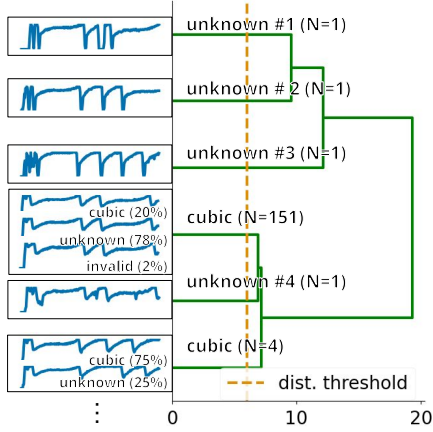 unknown #1 (N=1)
unknown # 2 (N=1)
unknown #3 (N=1)
cubic (20%)
cubic (N=151)
unknown (78%)
invalid (2%)
unknown #4 (N=1)
cubic (N=4)
cubic (75%)
unknown (25%)
dist. threshold
0 10 20